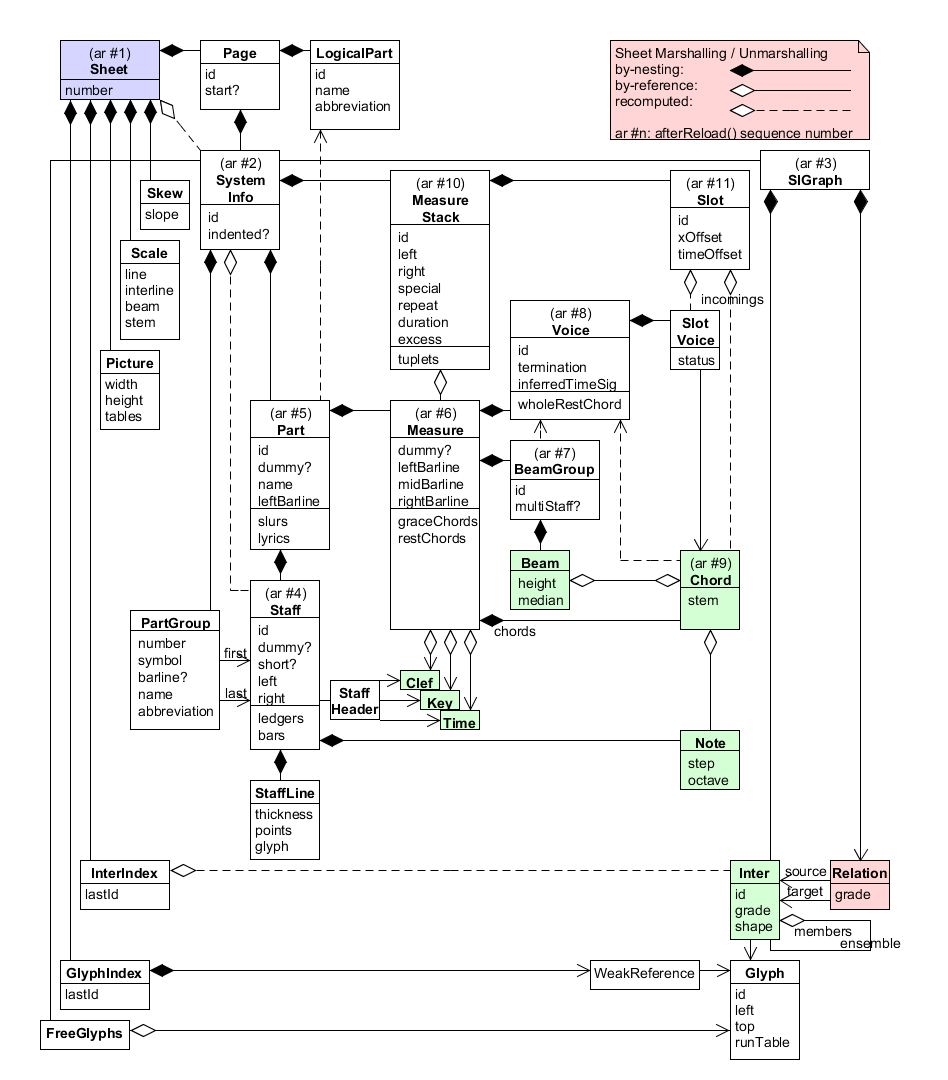 (ar #1)
Sheet
number
Page
id
start?
LogicalPart
id
name
abbreviation
Sheet Marshalling / Unmarshalling
by-nesting:
by-reference:
recomputed:
ar #n: afterReload() sequence number
(ar #2)
System
Info
id
indented?
(ar #3)
SIGraph
Skew
slope
Scale
line
interline
beam
stem
Picture
width
height
tables
(ar #10)
Measure
Stack
id
left
right
special
repeat
duration
excess
tuplets
(ar #11)
Slot
id
xOffset
timeOffset
incomings
(ar #8)
Voice
id
termination
inferredTimeSig
wholeRestChord
Slot
Voice
status
(ar #5)
Part
id
dummy?
name
leftBarline
slurs
lyrics
(ar #6)
Measure
dummy?
leftBarline
midBarline
rightBarline
graceChords
restChords
(ar #7)
BeamGroup
id
multiStaff?
Beam
height
median
(ar #9)
Chord
stem
chords
(ar #4)
Staff
id
dummy?
short?
left
right
ledgers
bars
PartGroup
number
symbol
barline?
name
abbreviation
first
last
Staff
Header
Clef
Key
Time
Note
step
octave
StaffLine
thickness
points
glyph
InterIndex
lastId
Inter
id
grade
shape
source
target
Relation
grade
members
ensemble
GlyphIndex
lastId
WeakReference
Glyph
id
left
top
runTable
FreeGlyphs